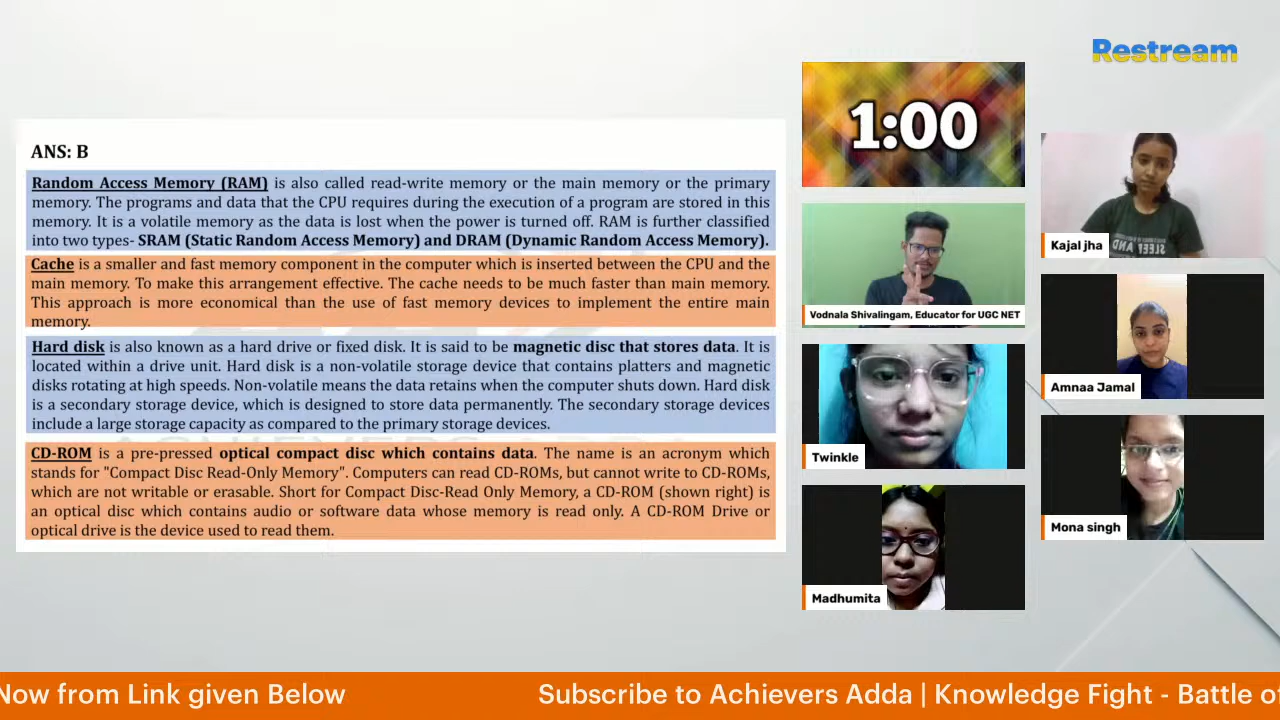 Restream
ANS: B
Random Access Memory (RAM) is also called read-write memory or the main memory or the primary
memory. The programs and data that the CPU requires during the execution of a program are stored in this
memory. It is a volatile memory as the data is lost when the power is turned off. RAM is further classified
into two types- SRAM (Static Random Access Memory) and DRAM (Dynamic Random Access Memory).
Cache is a smaller and fast memory component in the computer which is inserted between the CPU and the
main memory. To make this arrangement effective. The cache needs to be much faster than main memory.
This approach is more economical than the use of fast memory devices to implement the entire main
memory.
Hard disk is also known as a hard drive or fixed disk. It is said to be magnetic disc that stores data. It is
located within a drive unit. Hard disk is a non-volatile storage device that contains platters and magnetic
disks rotating at high speeds. Non-volatile means the data retains when the computer shuts down. Hard disk
is a secondary storage device, which is designed to store data permanently. The secondary storage devices
include a large storage capacity as compared to the primary storage devices.
CD-ROM is a pre-pressed optical compact disc which contains data. The name is an acronym which
stands for "Compact Disc Read-Only Memory". Computers can read CD-ROMs, but cannot write to CD-ROMs,
which are not writable or erasable. Short for Compact Disc-Read Only Memory, a CD-ROM (shown right) is
an optical disc which contains audio or software data whose memory is read only. A CD-ROM Drive or
optical drive is the device used to read them.
1:00
Vodnala Shivalingam, Educator for UGC NET
Twinkle
Madhumita
Kajal jha
Amnaa Jamal
Mona singh
Now from Link given Below
Subscribe to Achievers Adda | Knowledge Fight - Battle of